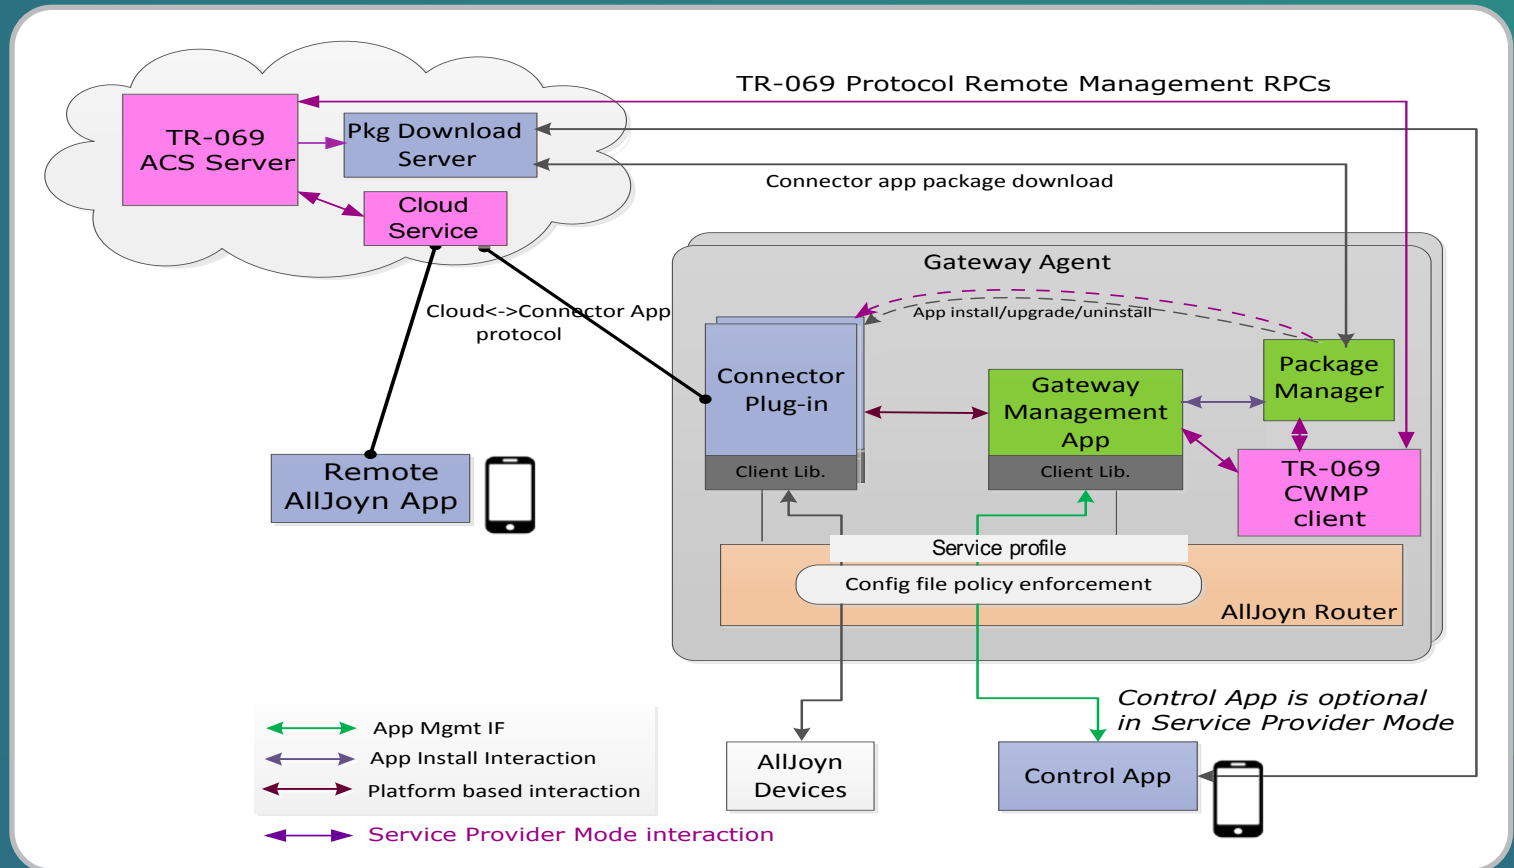 TR-069 Protocol Remote Management RPCs
TR-069
ACS Server
Pkg Download
Server
Cloud
Service
Connector app package download
Gateway Agent
Cloud<->Connector App
protocol
App install/upgrade/uninstall
Connector
Plug-in
Client Lib.
Gateway
Management
App
Client Lib.
Package
Manager
TR-069
CWMP
client
Remote
AllJoyn App
Service profile
Config file policy enforcement
AllJoyn Router
Control App is optional
in Service Provider Mode
AllJoyn
Devices
Control App
App Mgmt IF
App Install Interaction
Platform based interaction
Service Provider Mode interaction